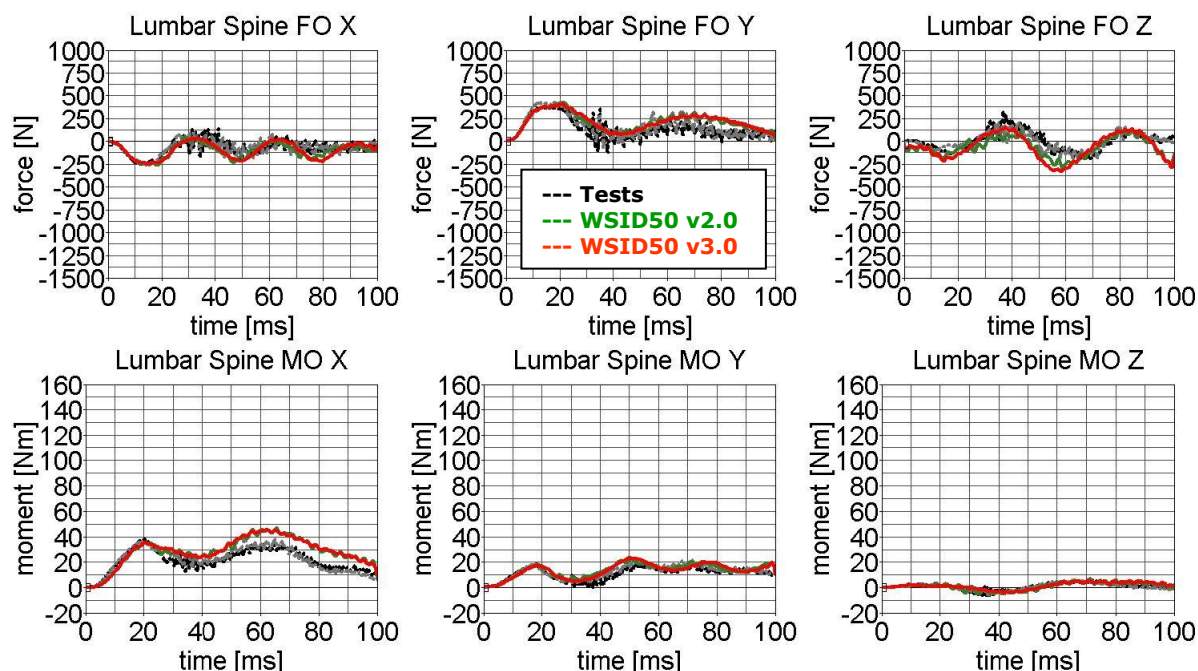 Lumbar Spine FO X
1000
750
500
250
0
-250
-500
-750
-1000
-1250
-1500
force [N]
0 20 40 60 80 100
time [ms]
Lumbar Spine FO Y
1000
750
500
250
0
-250
-500
-750
-1000
-1250
-1500
force [N]
--- Tests
--- WSID50 v2.0
--- WSID50 v3.0
0 20 40 60 80 100
time [ms]
Lumbar Spine FO Z
1000
750
500
250
0
-250
-500
-750
-1000
-1250
-1500
force [N]
0 20 40 60 80 100
time [ms]
Lumbar Spine MO X
160
140
120
100
80
60
40
20
0
-20
moment [Nm]
0 20 40 60 80 100
time [ms]
Lumbar Spine MO Y
160
140
120
100
80
60
40
20
0
-20
moment [Nm]
0 20 40 60 80 100
time [ms]
Lumbar Spine MO Z
160
140
120
100
80
60
40
20
0
-20
moment [Nm]
0 20 40 60 80 100
time [ms]